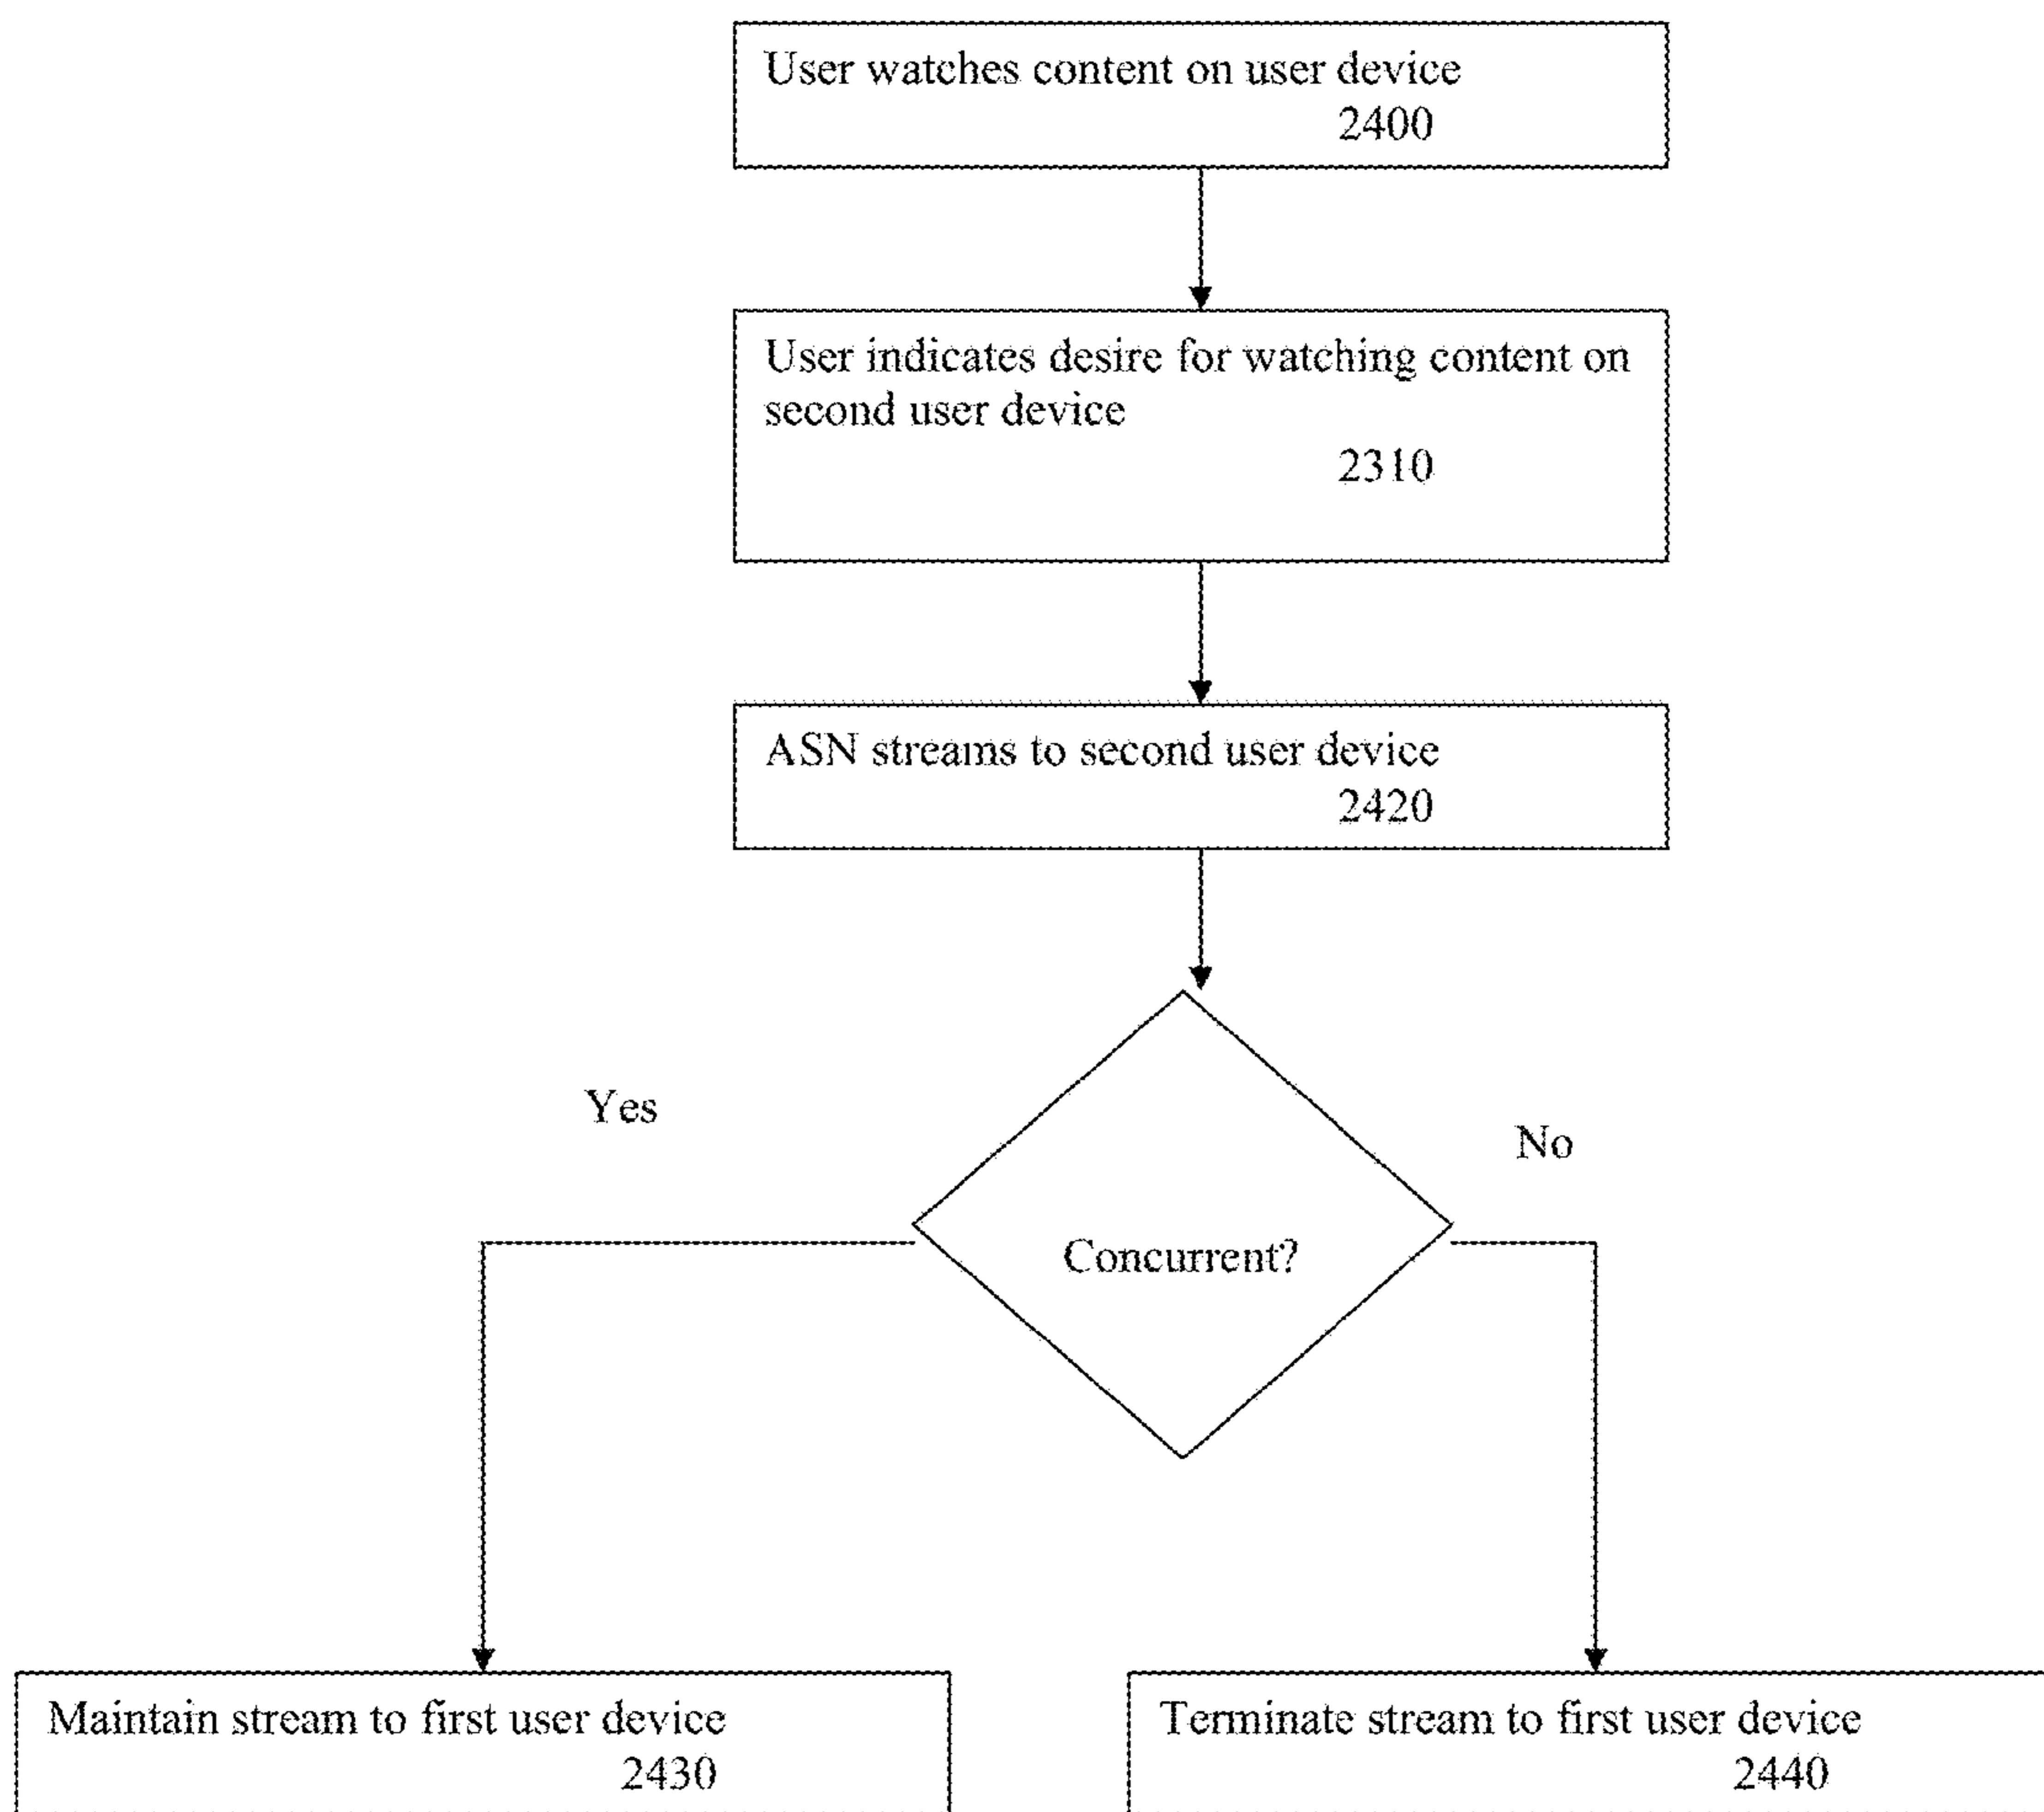 User watches content on user device
2400
User indicates desire for watching content on
second user device
2310
ASN streams to second user device
2420
Yes
No
Concurrent?
Maintain stream to first user device
2430
Terminate stream to first user device
2440